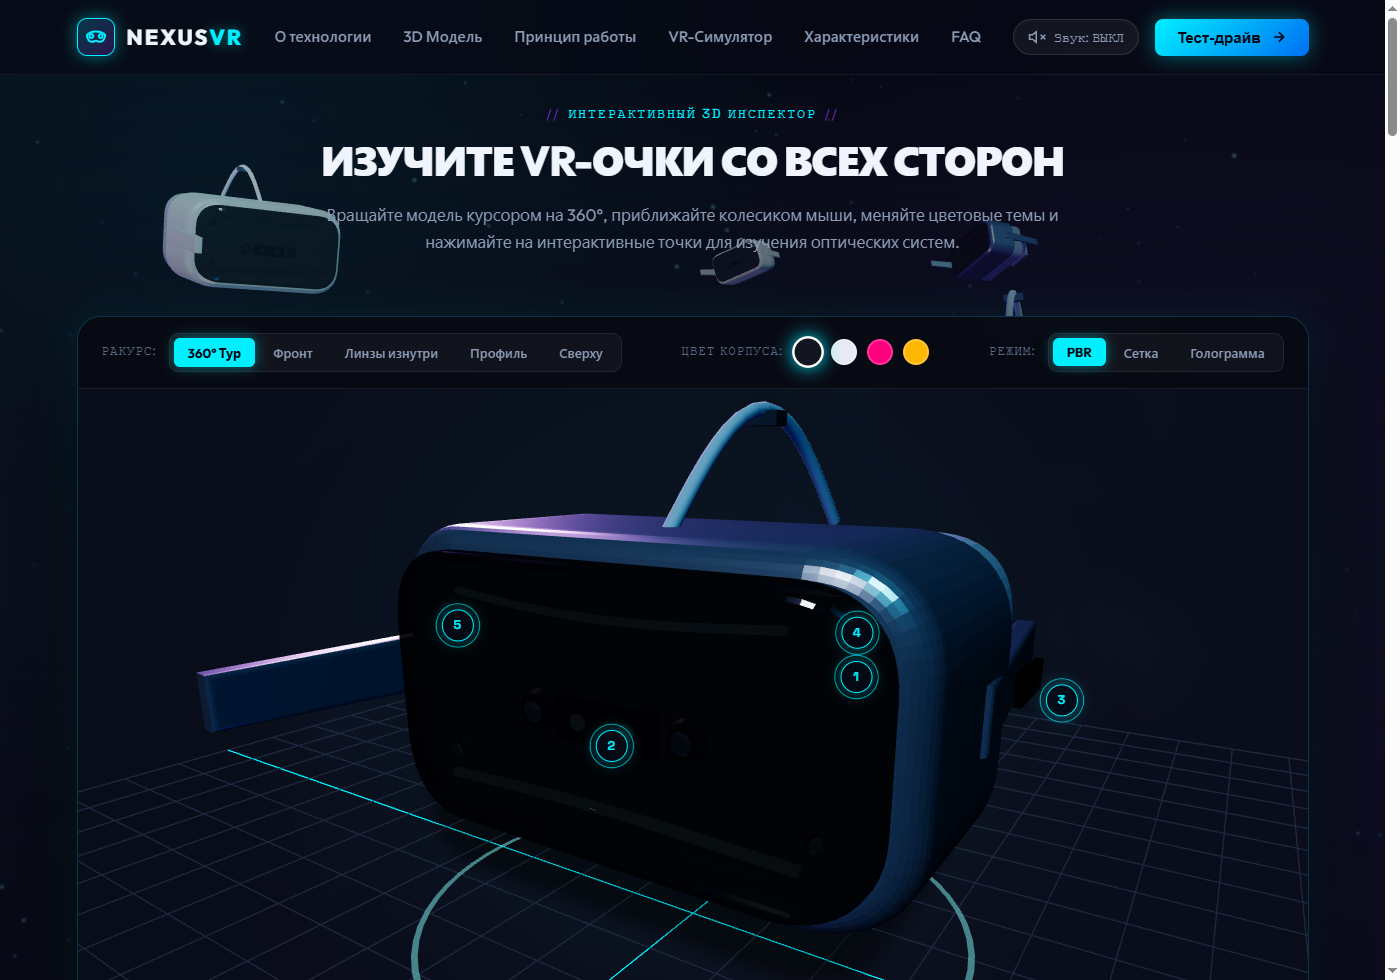 NEXUSVR
О технологии
3D Модель
Принцип работы
VR-Симулятор
Характеристики
FAQ
Звук: ВЫКЛ
Тест-драйв →
// ИНТЕРАКТИВНЫЙ 3D ИНСПЕКТОР //
ИЗУЧИТЕ VR-ОЧКИ СО ВСЕХ СТОРОН
Вращайте модель курсором на 360°, приближайте колесиком мыши, меняйте цветовые темы и
нажимайте на интерактивные точки для изучения оптических систем.
РАКУРС:
360° Тур
Фронт
Линзы изнутри
Профиль
Сверху
ЦВЕТ КОРПУСА:
РЕЖИМ:
PBR
Сетка
Голограмма
5
4
1
3
2